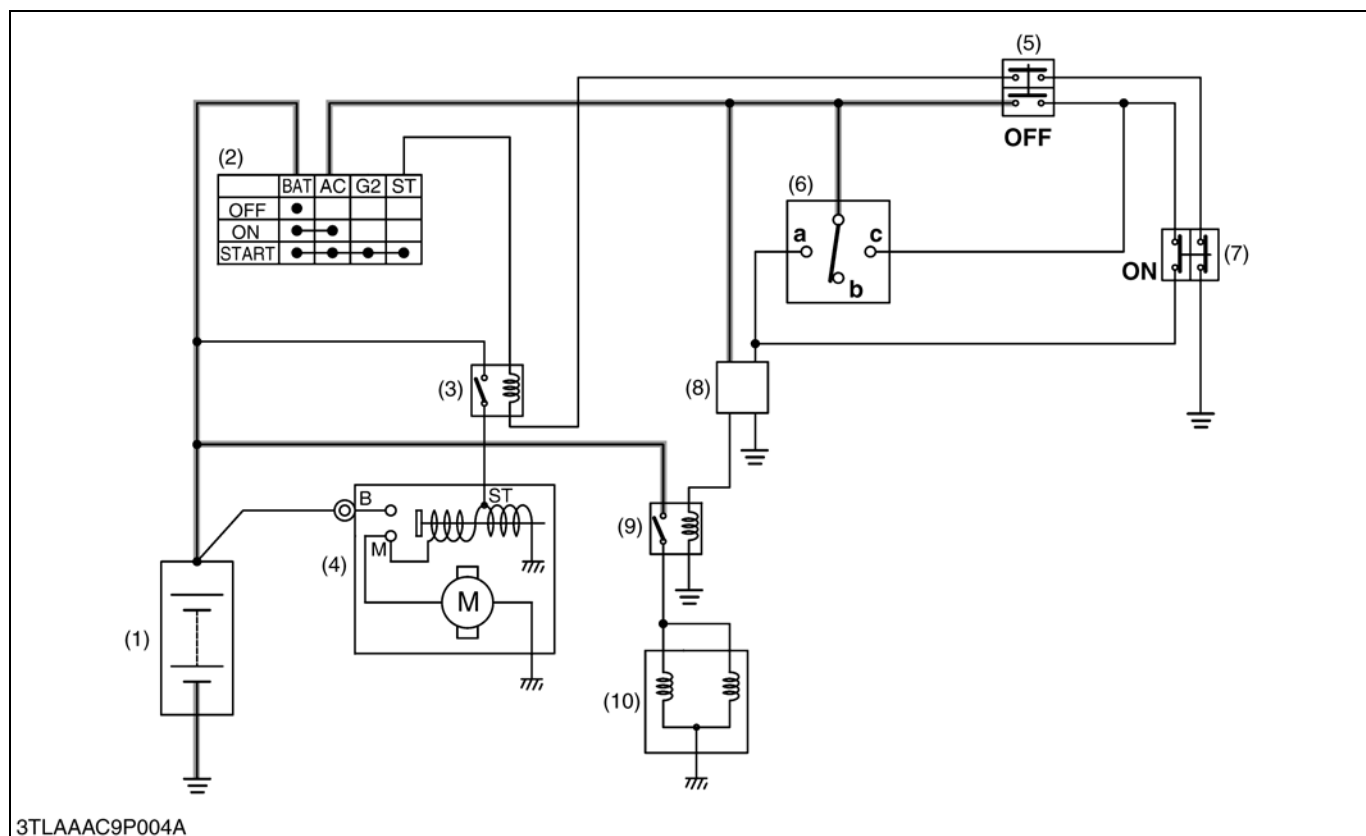 (5)
OFF
(2)
BAT AC G2 ST
OFF
ON
START
(6)
a c
b
ON (7)
(3)
(8)
B ST
M
(4)
M
(9)
(1)
(10)
3TLAAAC9P004A